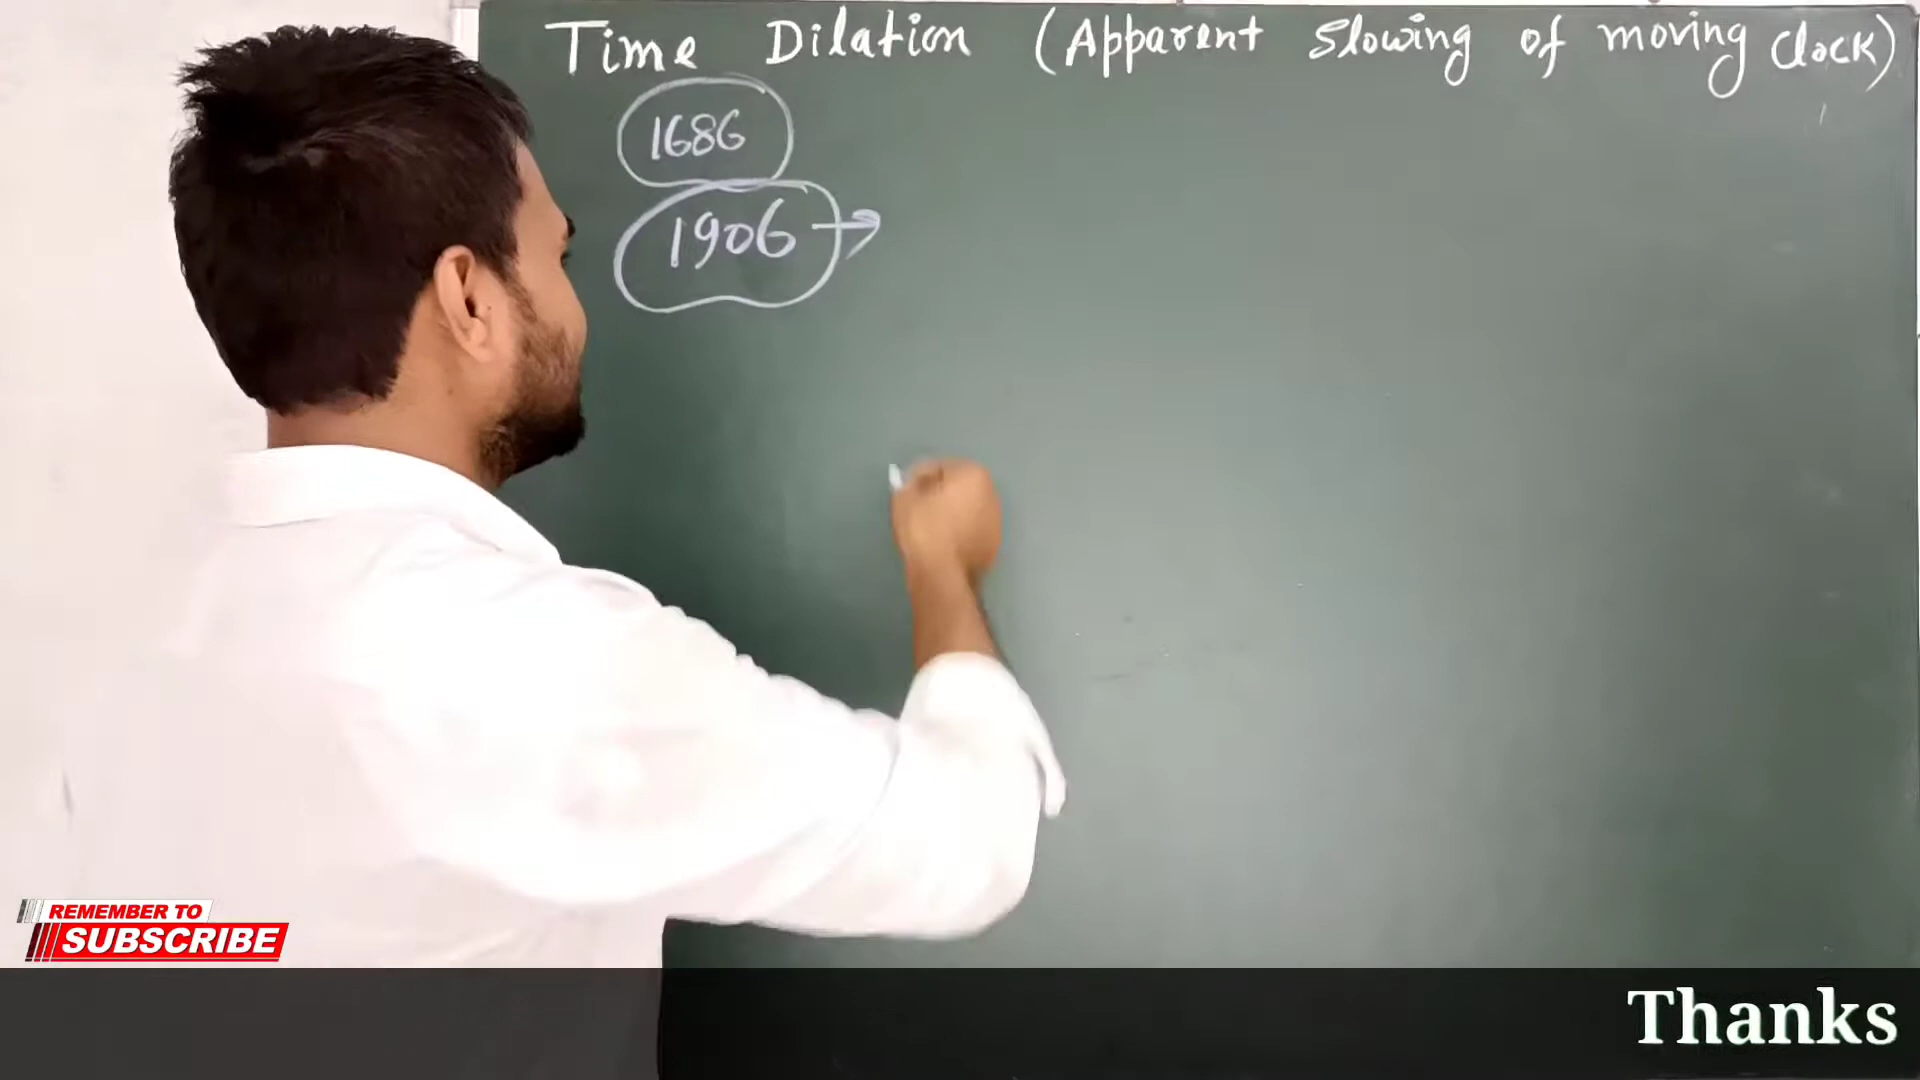 Time Dilation (Apparent Slowing of moving Clock)
1686
1906 →
REMEMBER TO
SUBSCRIBE
Thanks